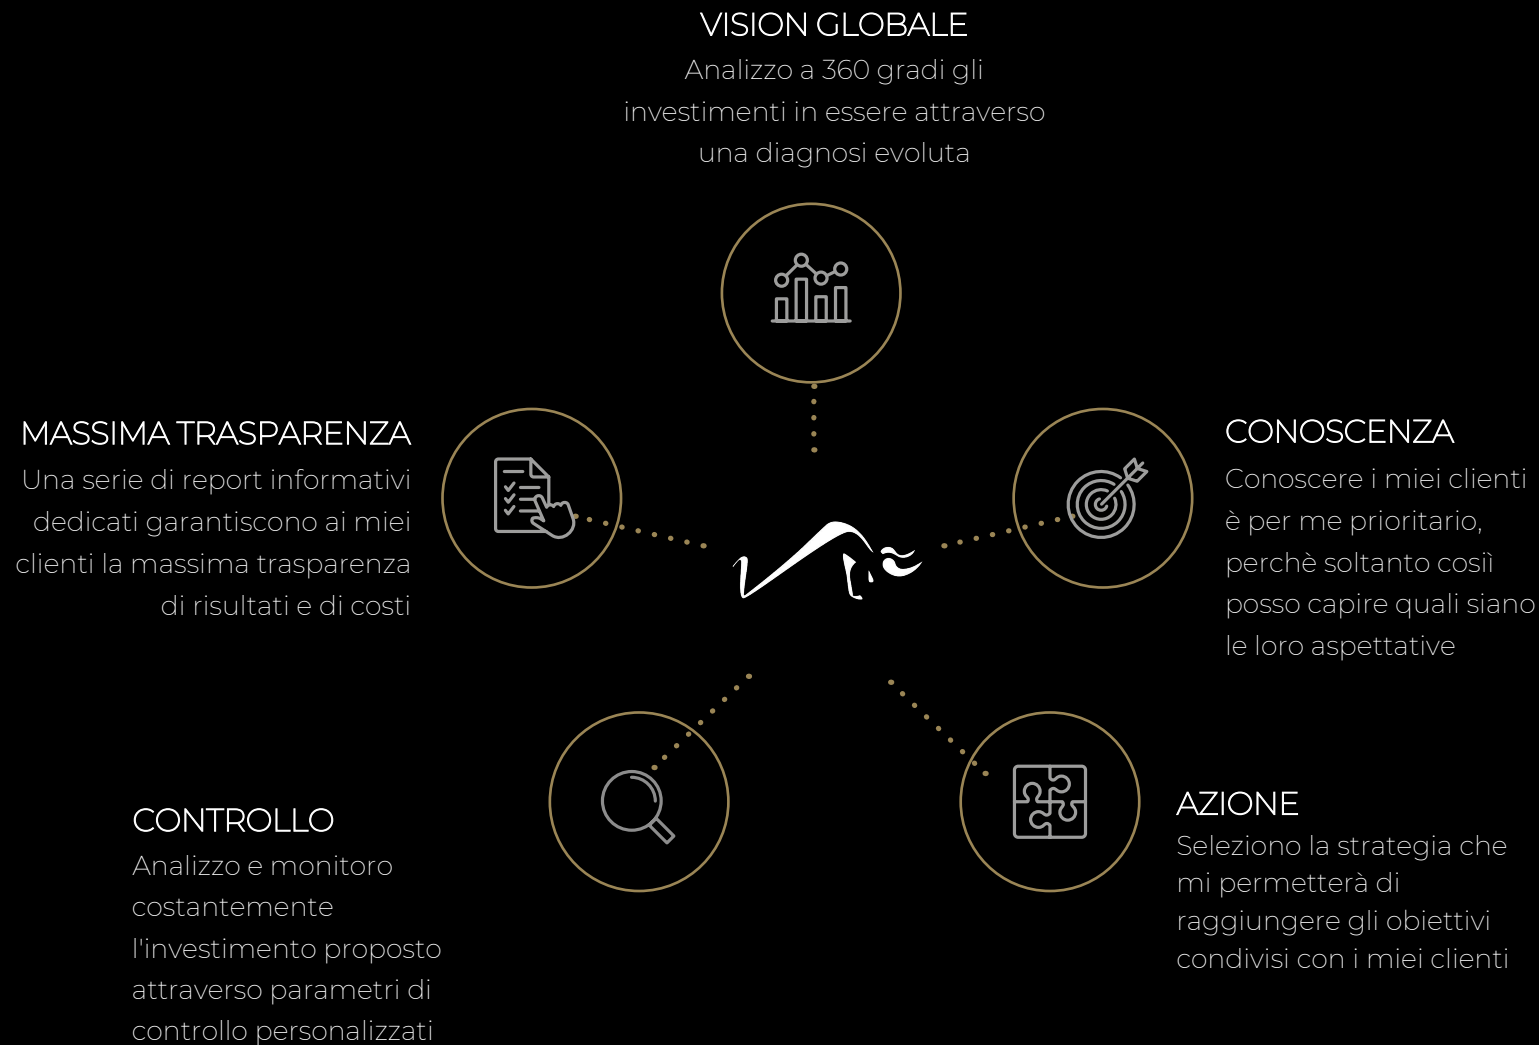 VISION GLOBALE
Analizzo a 360 gradi gli
investimenti in essere attraverso
una diagnosi evoluta
MASSIMA TRASPARENZA
Una serie di report informativi
dedicati garantiscono ai miei
clienti la massima trasparenza
di risultati e di costi
CONOSCENZA
Conoscere i miei clienti
è per me prioritario,
perchè soltanto cosiì
posso capire quali siano
le loro aspettative
CONTROLLO
Analizzo e monitoro
costantemente
l'investimento proposto
attraverso parametri di
controllo personalizzati
AZIONE
Seleziono la strategia che
mi permetterà di
raggiungere gli obiettivi
condivisi con i miei clienti